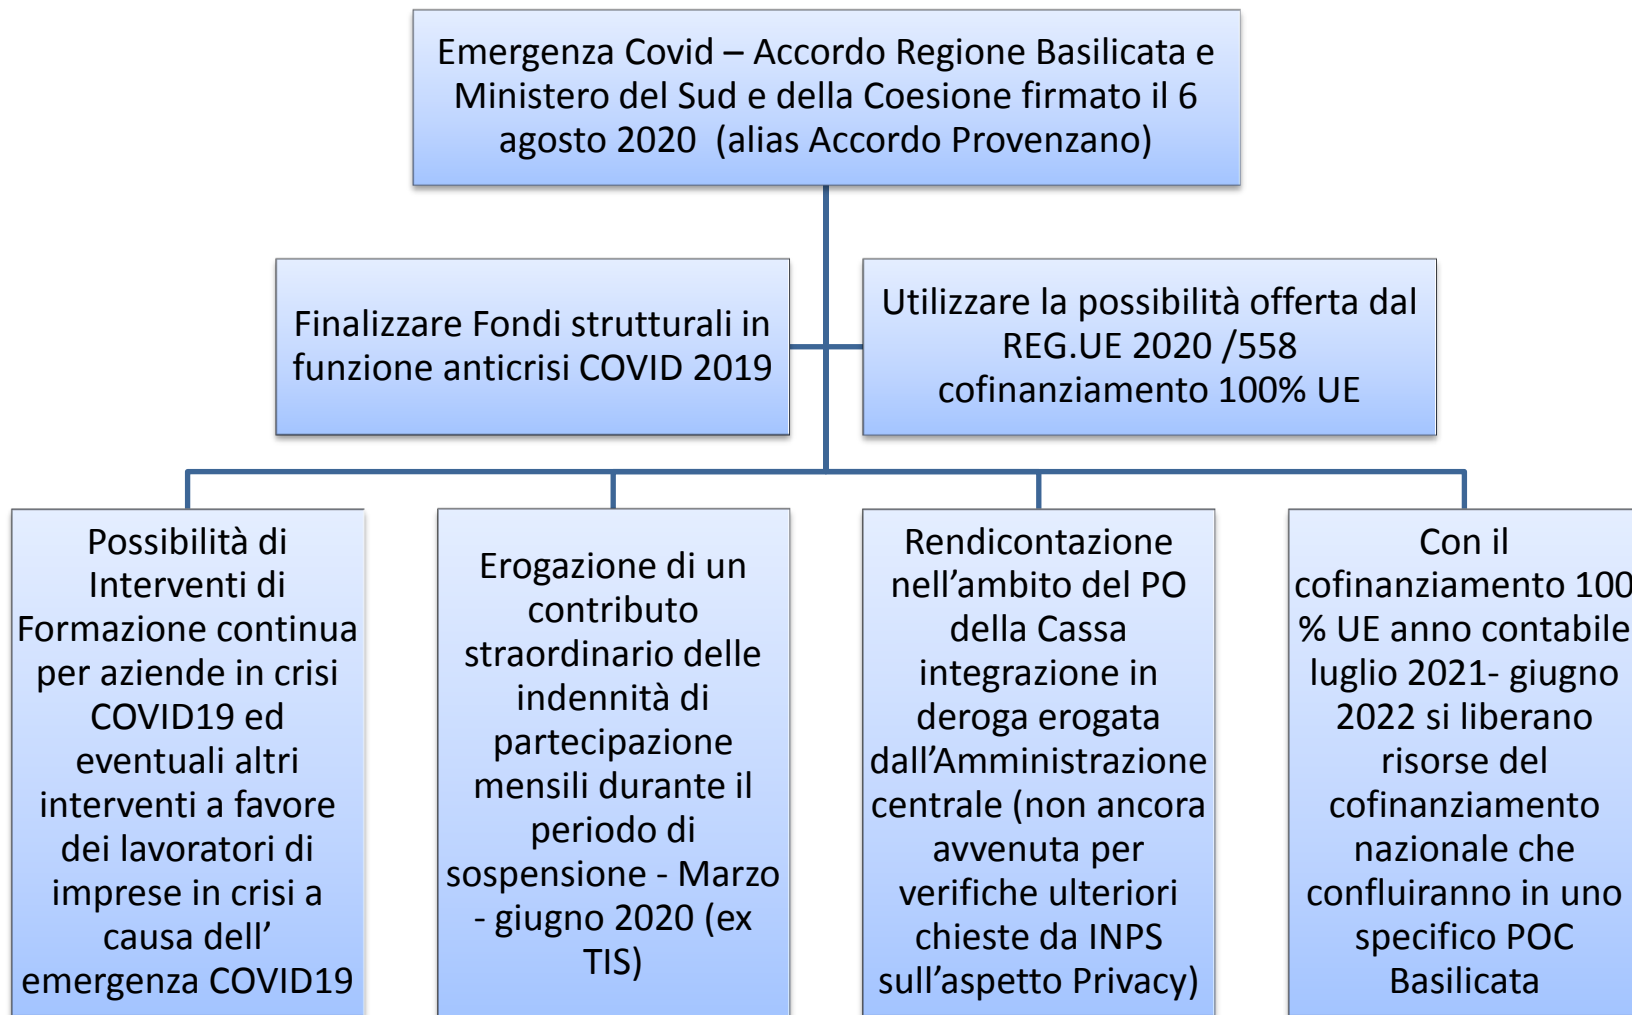 Emergenza Covid – Accordo Regione Basilicata e
Ministero del Sud e della Coesione firmato il 6
agosto 2020 (alias Accordo Provenzano)
Finalizzare Fondi strutturali in
funzione anticrisi COVID 2019
Utilizzare la possibilità offerta dal
REG.UE 2020 /558
cofinanziamento 100% UE
Possibilità di
Interventi di
Formazione continua
per aziende in crisi
COVID19 ed
eventuali altri
interventi a favore
dei lavoratori di
imprese in crisi a
causa dell’
emergenza COVID19
Erogazione di un
contributo
straordinario delle
indennità di
partecipazione
mensili durante il
periodo di
sospensione - Marzo
- giugno 2020 (ex
TIS)
Rendicontazione
nell’ambito del PO
della Cassa
integrazione in
deroga erogata
dall’Amministrazione
centrale (non ancora
avvenuta per
verifiche ulteriori
chieste da INPS
sull’aspetto Privacy)
Con il
cofinanziamento 100
% UE anno contabile
luglio 2021- giugno
2022 si liberano
risorse del
cofinanziamento
nazionale che
confluiranno in uno
specifico POC
Basilicata